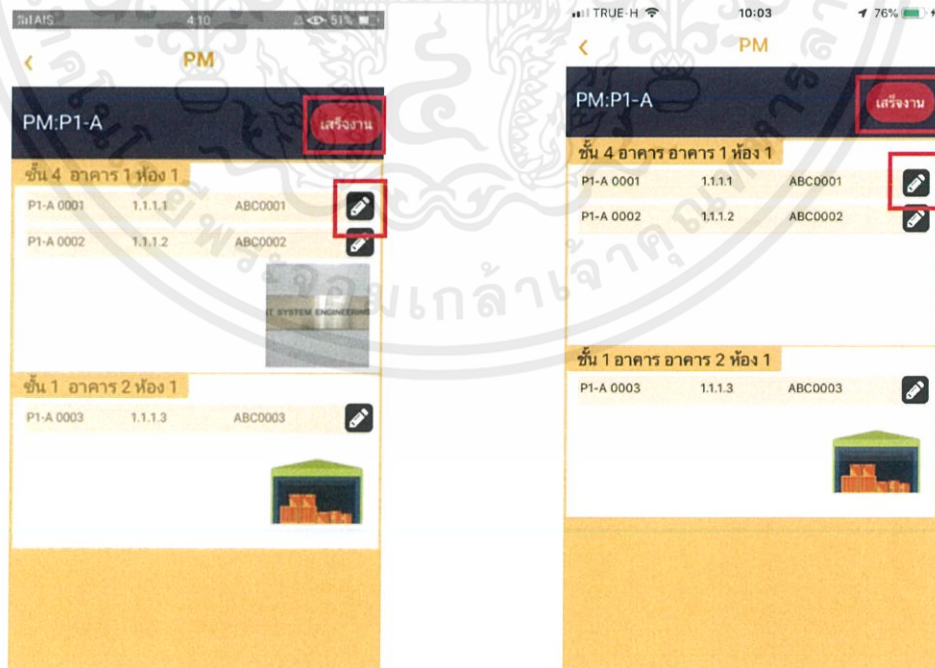 AIS 4:10 51%
PM
PM:P1-A
เสร็จงาน
ชั้น 4 อาคาร 1 ห้อง 1
P1-A 0001 1.1.1.1 ABC0001
P1-A 0002 1.1.1.2 ABC0002
T SYSTEM ENGINEERING
ชั้น 1 อาคาร 2 ห้อง 1
P1-A 0003 1.1.1.3 ABC0003
TRUE-H 10:03 76%
PM
PM:P1-A
เสร็จงาน
ชั้น 4 อาคาร อาคาร 1 ห้อง 1
P1-A 0001 1.1.1.1 ABC0001
P1-A 0002 1.1.1.2 ABC0002
ชั้น 1 อาคาร อาคาร 2 ห้อง 1
P1-A 0003 1.1.1.3 ABC0003